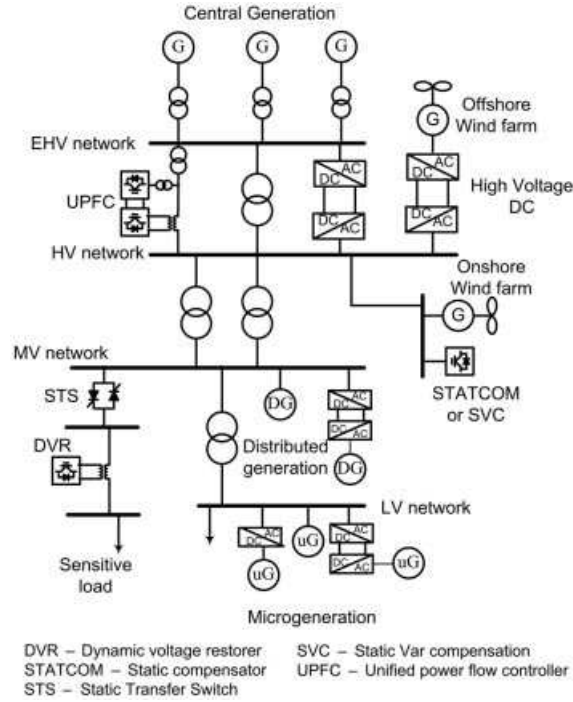 Central Generation
G
G
G
Offshore
Wind farm
G
EHV network
AC
DC
DC
AC
AC
DC
DC
AC
High Voltage
DC
UPFC
HV network
Onshore
Wind farm
G
MV network
STS
STATCOM
or SVC
DG
AC
DC
DC
AC
Distributed
generation
DG
DVR
LV network
AC
DC
uG
uG
AC
DC
DC
AC
uG
Sensitive
load
Microgeneration
DVR – Dynamic voltage restorer
SVC – Static Var compensation
STATCOM – Static compensator
UPFC – Unified power flow controller
STS – Static Transfer Switch